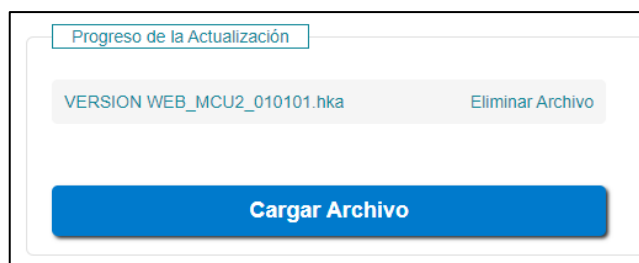 Progreso de la Actualización
VERSION WEB_MCU2_010101.hka Eliminar Archivo
Cargar Archivo